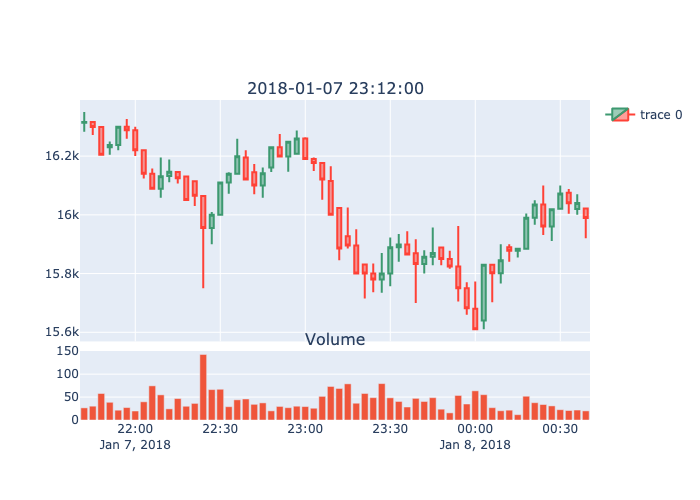 2018-01-07 23:12:00
trace 0
16.2k
16k
15.8k
15.6k
Volume
150
100
50
0
22:00 22:30 23:00 23:30 00:00 00:30
Jan 7, 2018 Jan 8, 2018